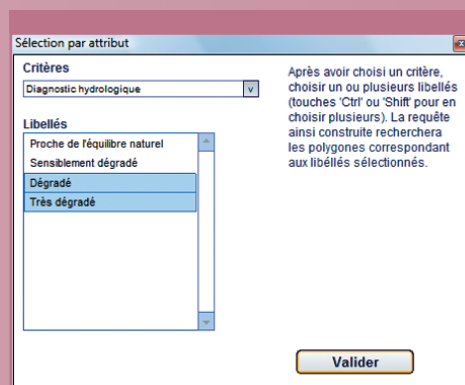 Sélection par attribut
Critères
Diagnostic hydrologique
Libellés
Proche de l'équilibre naturel
Sensiblement dégradé
Dégradé
Très dégradé
Après avoir choisi un critère,
choisir un ou plusieurs libellés
(touches 'Ctrl' ou 'Shift' pour en
choisir plusieurs). La requête
ainsi construite recherchera
les polygones correspondant
aux libéllés sélectionnés.
Valider